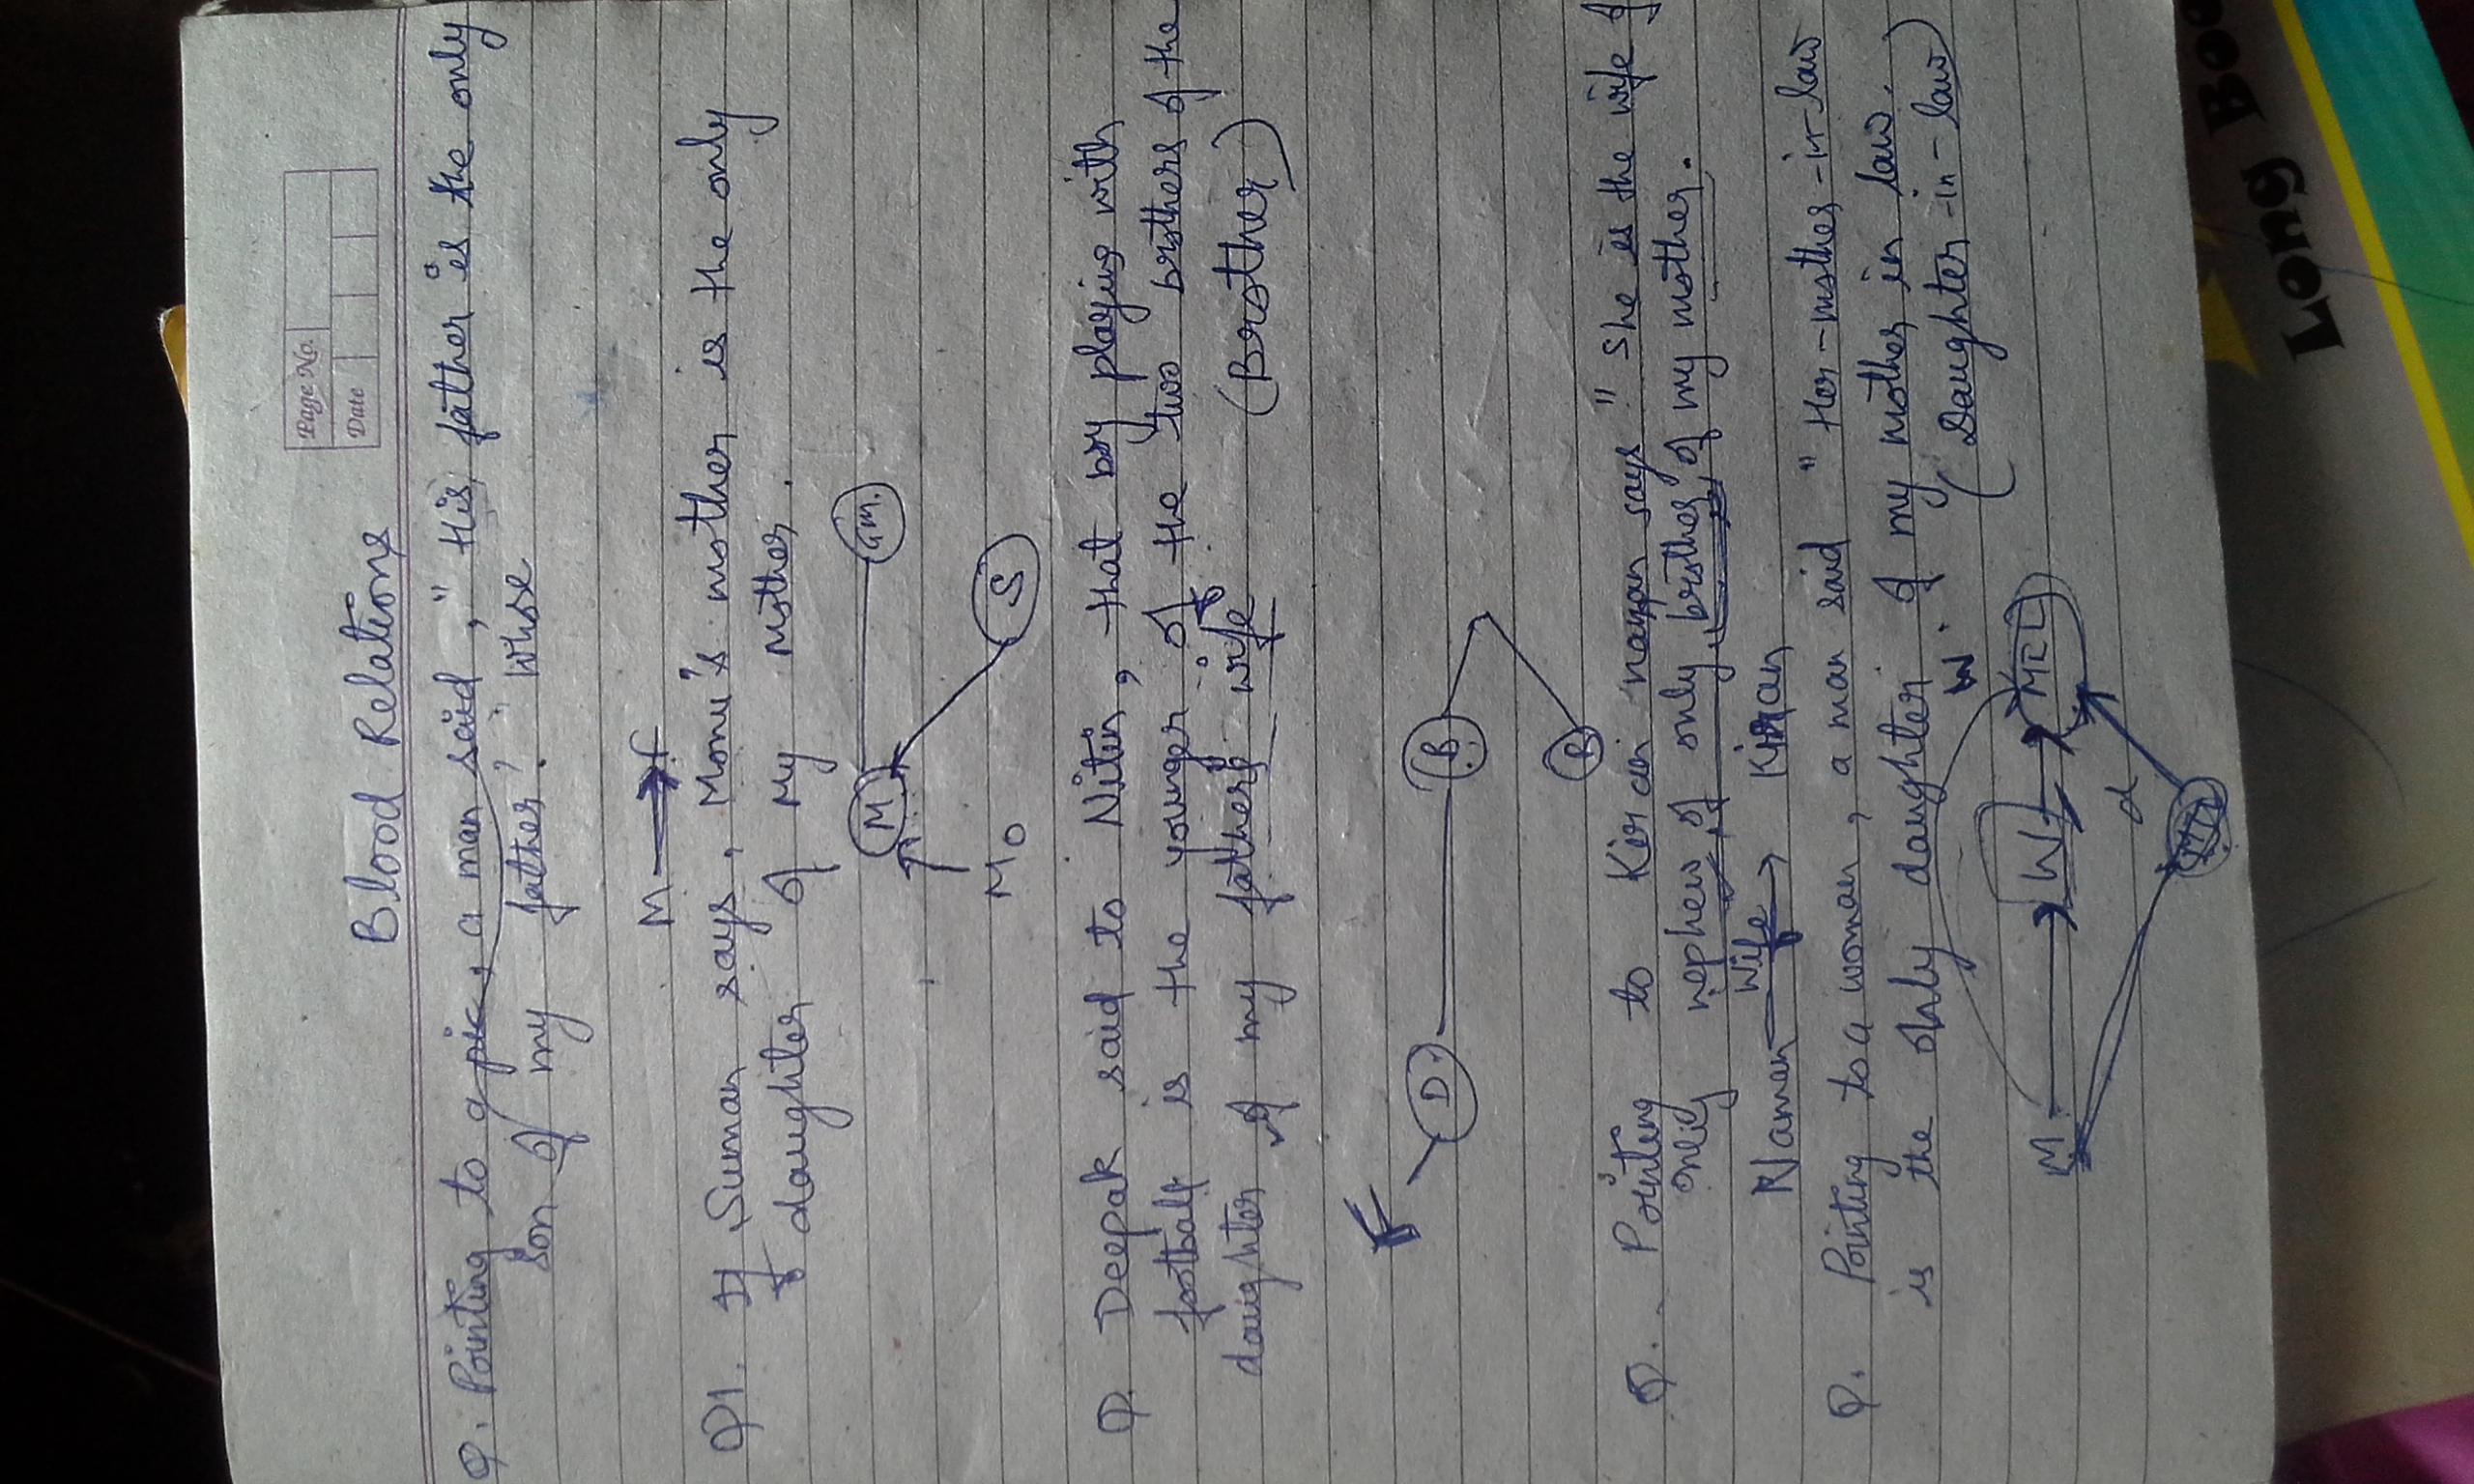 Page No.
Date
Blood Relations
Q. Pointing to a pic, a man said, " His father is the only
son of my father". Whose
M → f
Q1. If Suman says, Monu's mother is the only
daughter of My Mother.
M G.M.
Mo S
Q. Deepak said to Nitin, that boy playing with
football is the younger of the two brothers of the
daughter of my father's wife (Brother)
F
D. B
B
Q. Pointing to Kiran naman says " She is the wife of
only nephew of only brother of my mother.
Wife
Naman → Kiran
Q. Pointing to a woman, a man said " Her-mother-in-law
is the only daughter of my mother in law.
W (Daughter-in-law)
M. W MIL
d
Long Boo